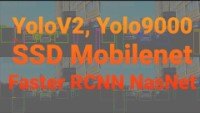 YoloV2, Yolo9000
SSD Mobilenet
Faster RCNN NasNet